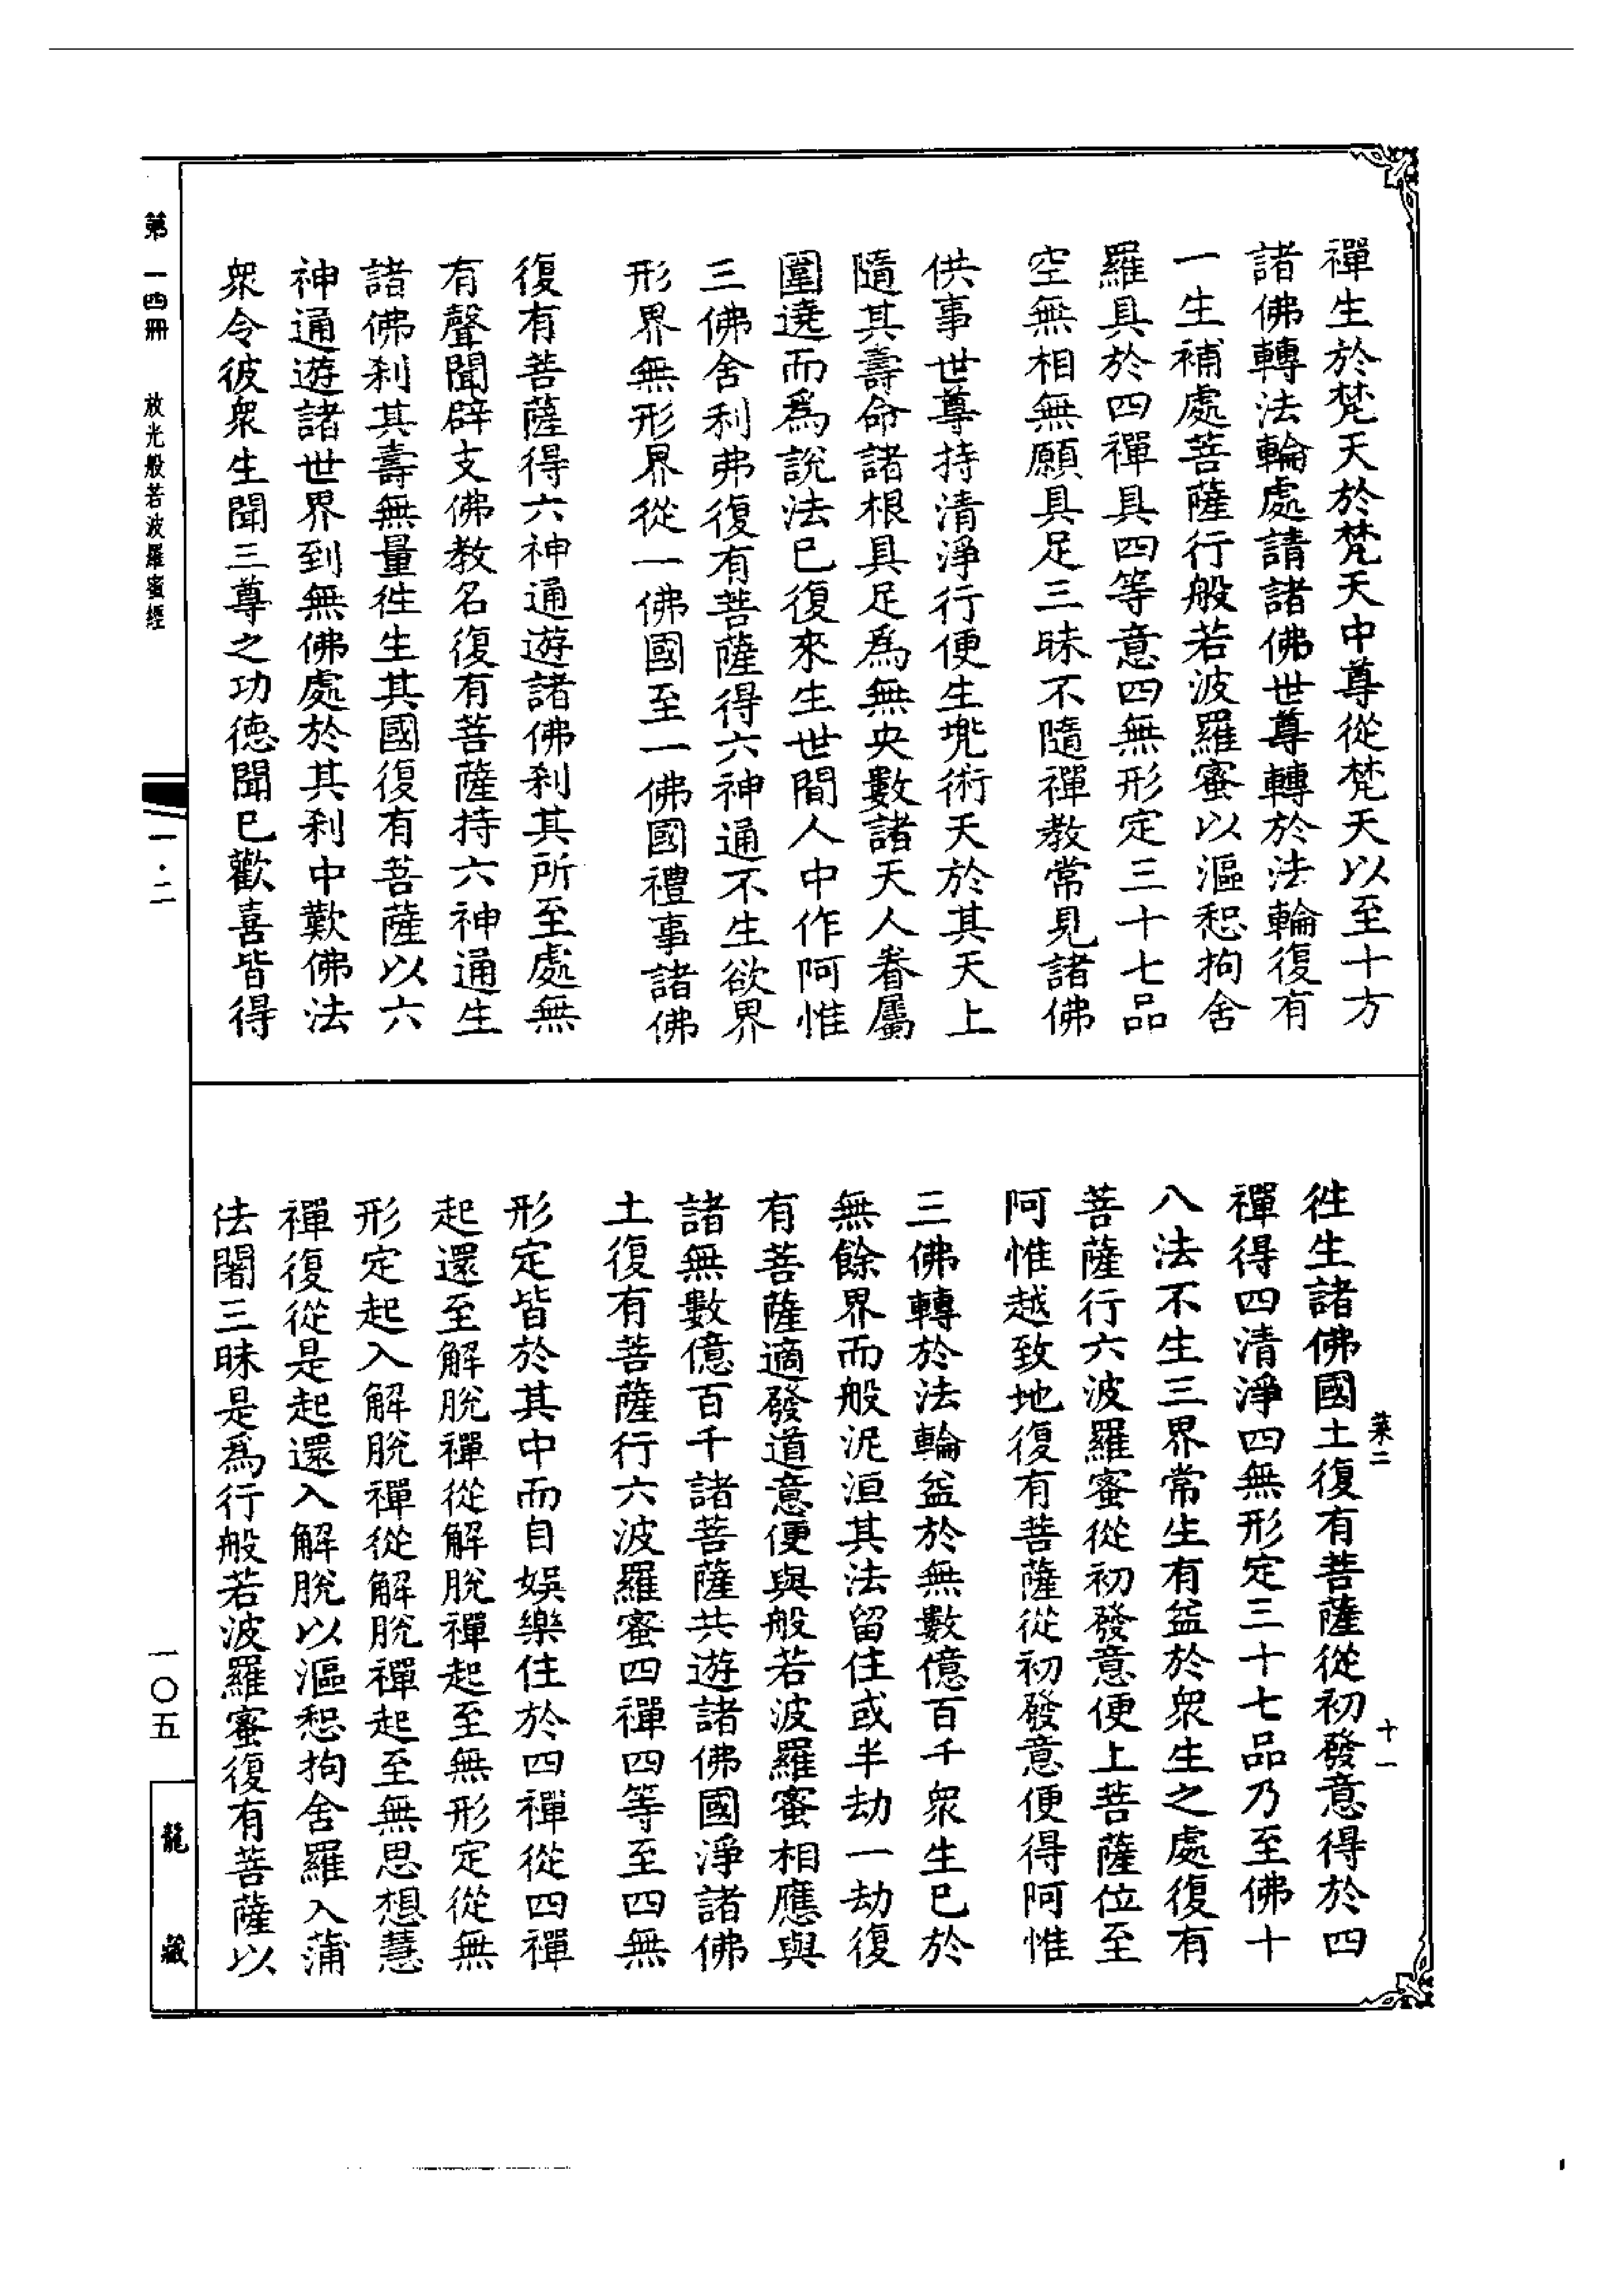 禪生於梵天於梵天中尊從梵天以至十方
諸佛轉法輪處請諸佛世尊轉於法輪復有
一生補處菩薩行般若波羅蜜以漚惒拘舍
羅具於四禪具四等意四無形定三十七品
空無相無願具足三昧不隨禪教常見諸佛
供事世尊持清淨行便生兠術天於其天上
隨其壽命諸根具足爲無央數諸天人眷屬
圍遶而爲說法已復來生世間人中作阿惟
三佛舍利弗復有菩薩得六神通不生欲界
形界無形界從一佛國至一佛國禮事諸佛
復有菩薩得六神通遊諸佛刹其所至處無
有聲聞辟支佛教名復有菩薩持六神通生
諸佛刹其壽無量徃生其國復有菩薩以六
神通遊諸世界到無佛處於其刹中歎佛法
衆令彼衆生聞三尊之功德聞已歡喜皆得
徃生諸佛國土復有菩薩從初發意得於四
禪得四清淨四無形定三十七品乃至佛十
八法不生三界常生有益於衆生之處復有
菩薩行六波羅蜜從初發意便上菩薩位至
阿惟越致地復有菩薩從初發意便得阿惟
三佛轉於法輪益於無數億百千衆生已於
無餘界而般泥洹其法留住或半劫一劫復
有菩薩適發道意便與般若波羅蜜相應與
諸無數億百千諸菩薩共遊諸佛國淨諸佛
土復有菩薩行六波羅蜜四禪四等至四無
形定皆於其中而自娛樂住於四禪從四禪
起還至解脫禪從解脫禪起至無形定從無
形定起入解脫禪從解脫禪起至無思想慧
禪復從是起還入解脫以漚惒拘舍羅入蒲
佉闍三昧是爲行般若波羅蜜復有菩薩以
菜二
十一
第一四冊
放光般若波羅蜜經
一·二
一〇五
龍藏